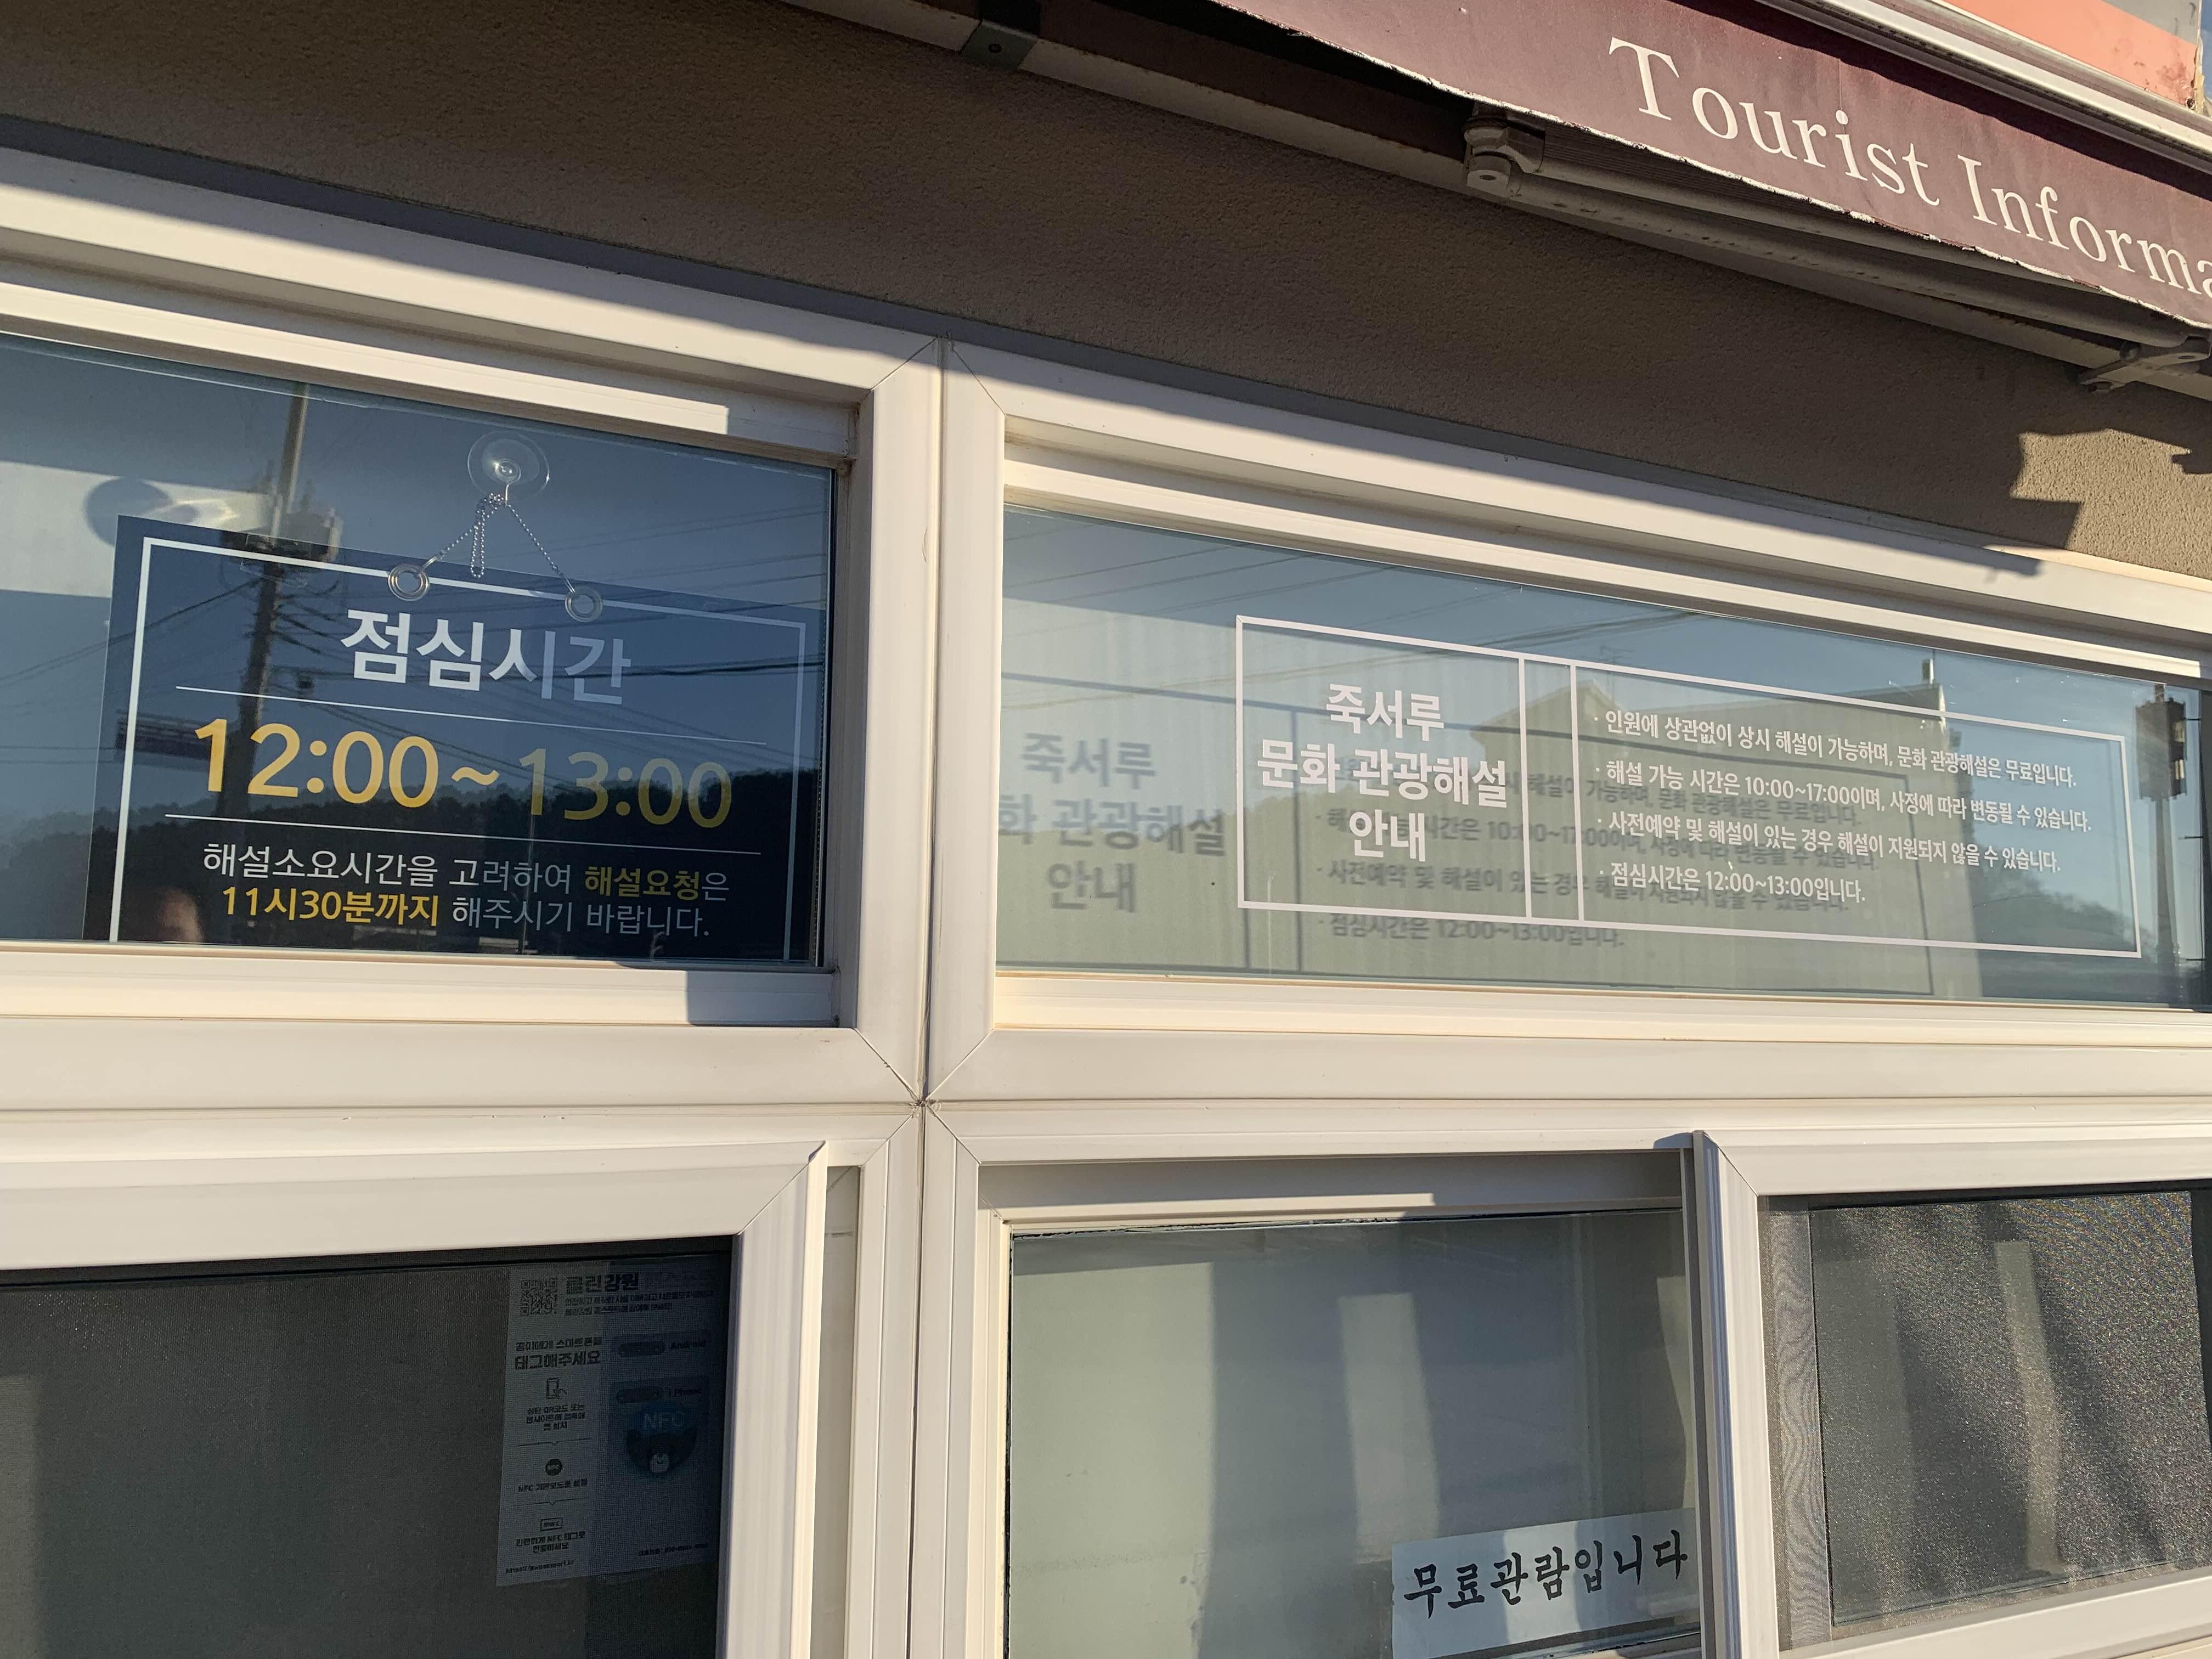 Tourist Informa
점심시간
12:00~13:00
해설소요시간을 고려하여 해설요청은
11시30분까지 해주시기 바랍니다.
죽서루
문화 관광해설
안내
· 인원에 상관없이 상시 해설이 가능하며, 문화 관광해설은 무료입니다.
· 해설 가능 시간은 10:00~17:00이며, 사정에 따라 변동될 수 있습니다.
· 사전예약 및 해설이 있는 경우 해설이 지원되지 않을 수 있습니다.
· 점심시간은 12:00~13:00입니다.
클린강원
스마트폰을
태그해주세요
Android
NFC
무료관람입니다